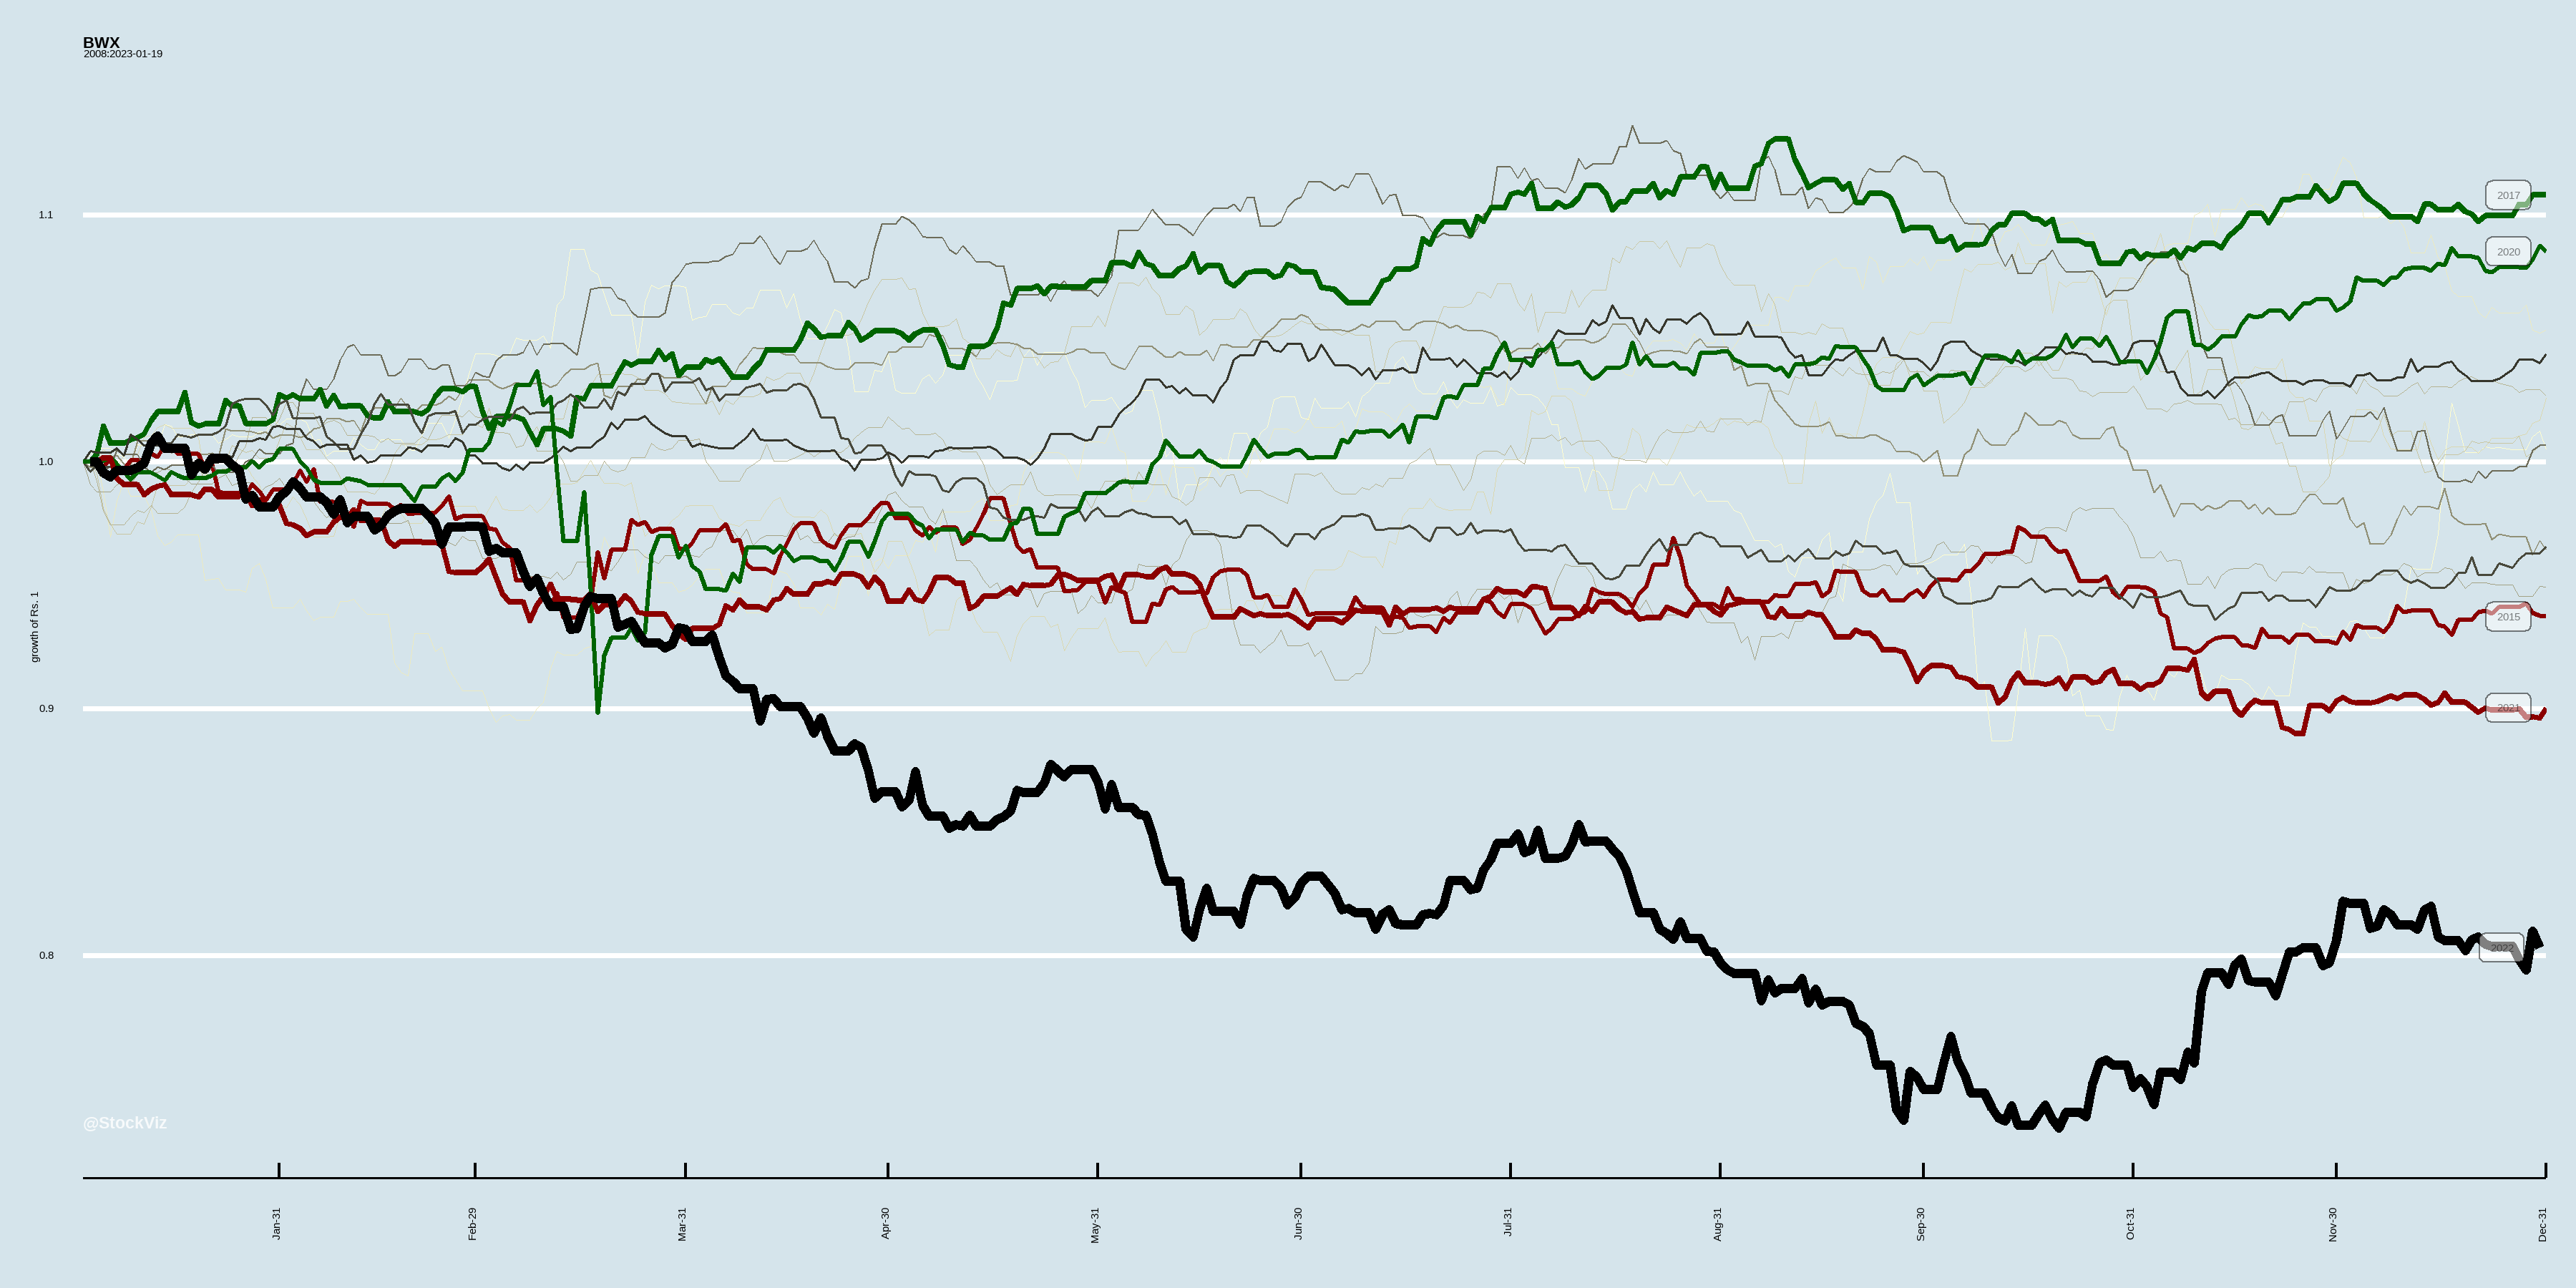 BWX
2008:2023-01-19
1.1
1.0
0.9
0.8
growth of Rs. 1
2017
2020
2015
2021
2022
@StockViz
Jan-31
Feb-29
Mar-31
Apr-30
May-31
Jun-30
Jul-31
Aug-31
Sep-30
Oct-31
Nov-30
Dec-31